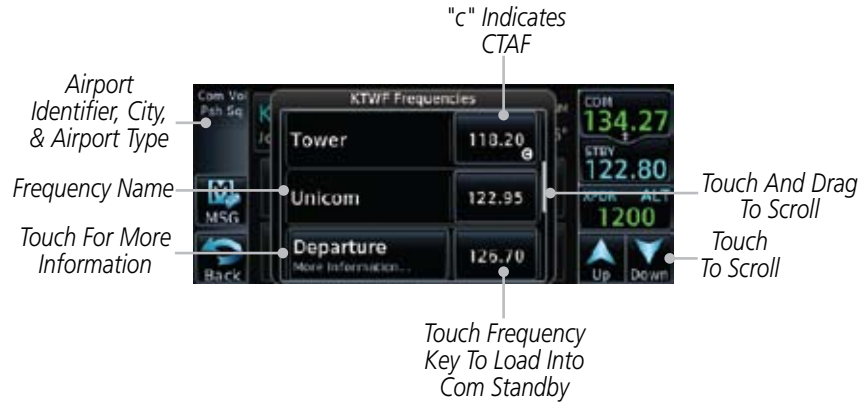 "c" Indicates
CTAF
Airport
Identifier, City,
& Airport Type
Frequency Name
Touch For More
Information
Com Vol
Psh Sq
MSG
Back
KTWF Frequencies
Tower
118.20
c
Unicom
122.95
Departure
More Information...
126.70
COM
134.27
STBY
122.80
XPDR ALT
1200
Up
Down
Touch And Drag
To Scroll
Touch
To Scroll
Touch Frequency
Key To Load Into
Com Standby